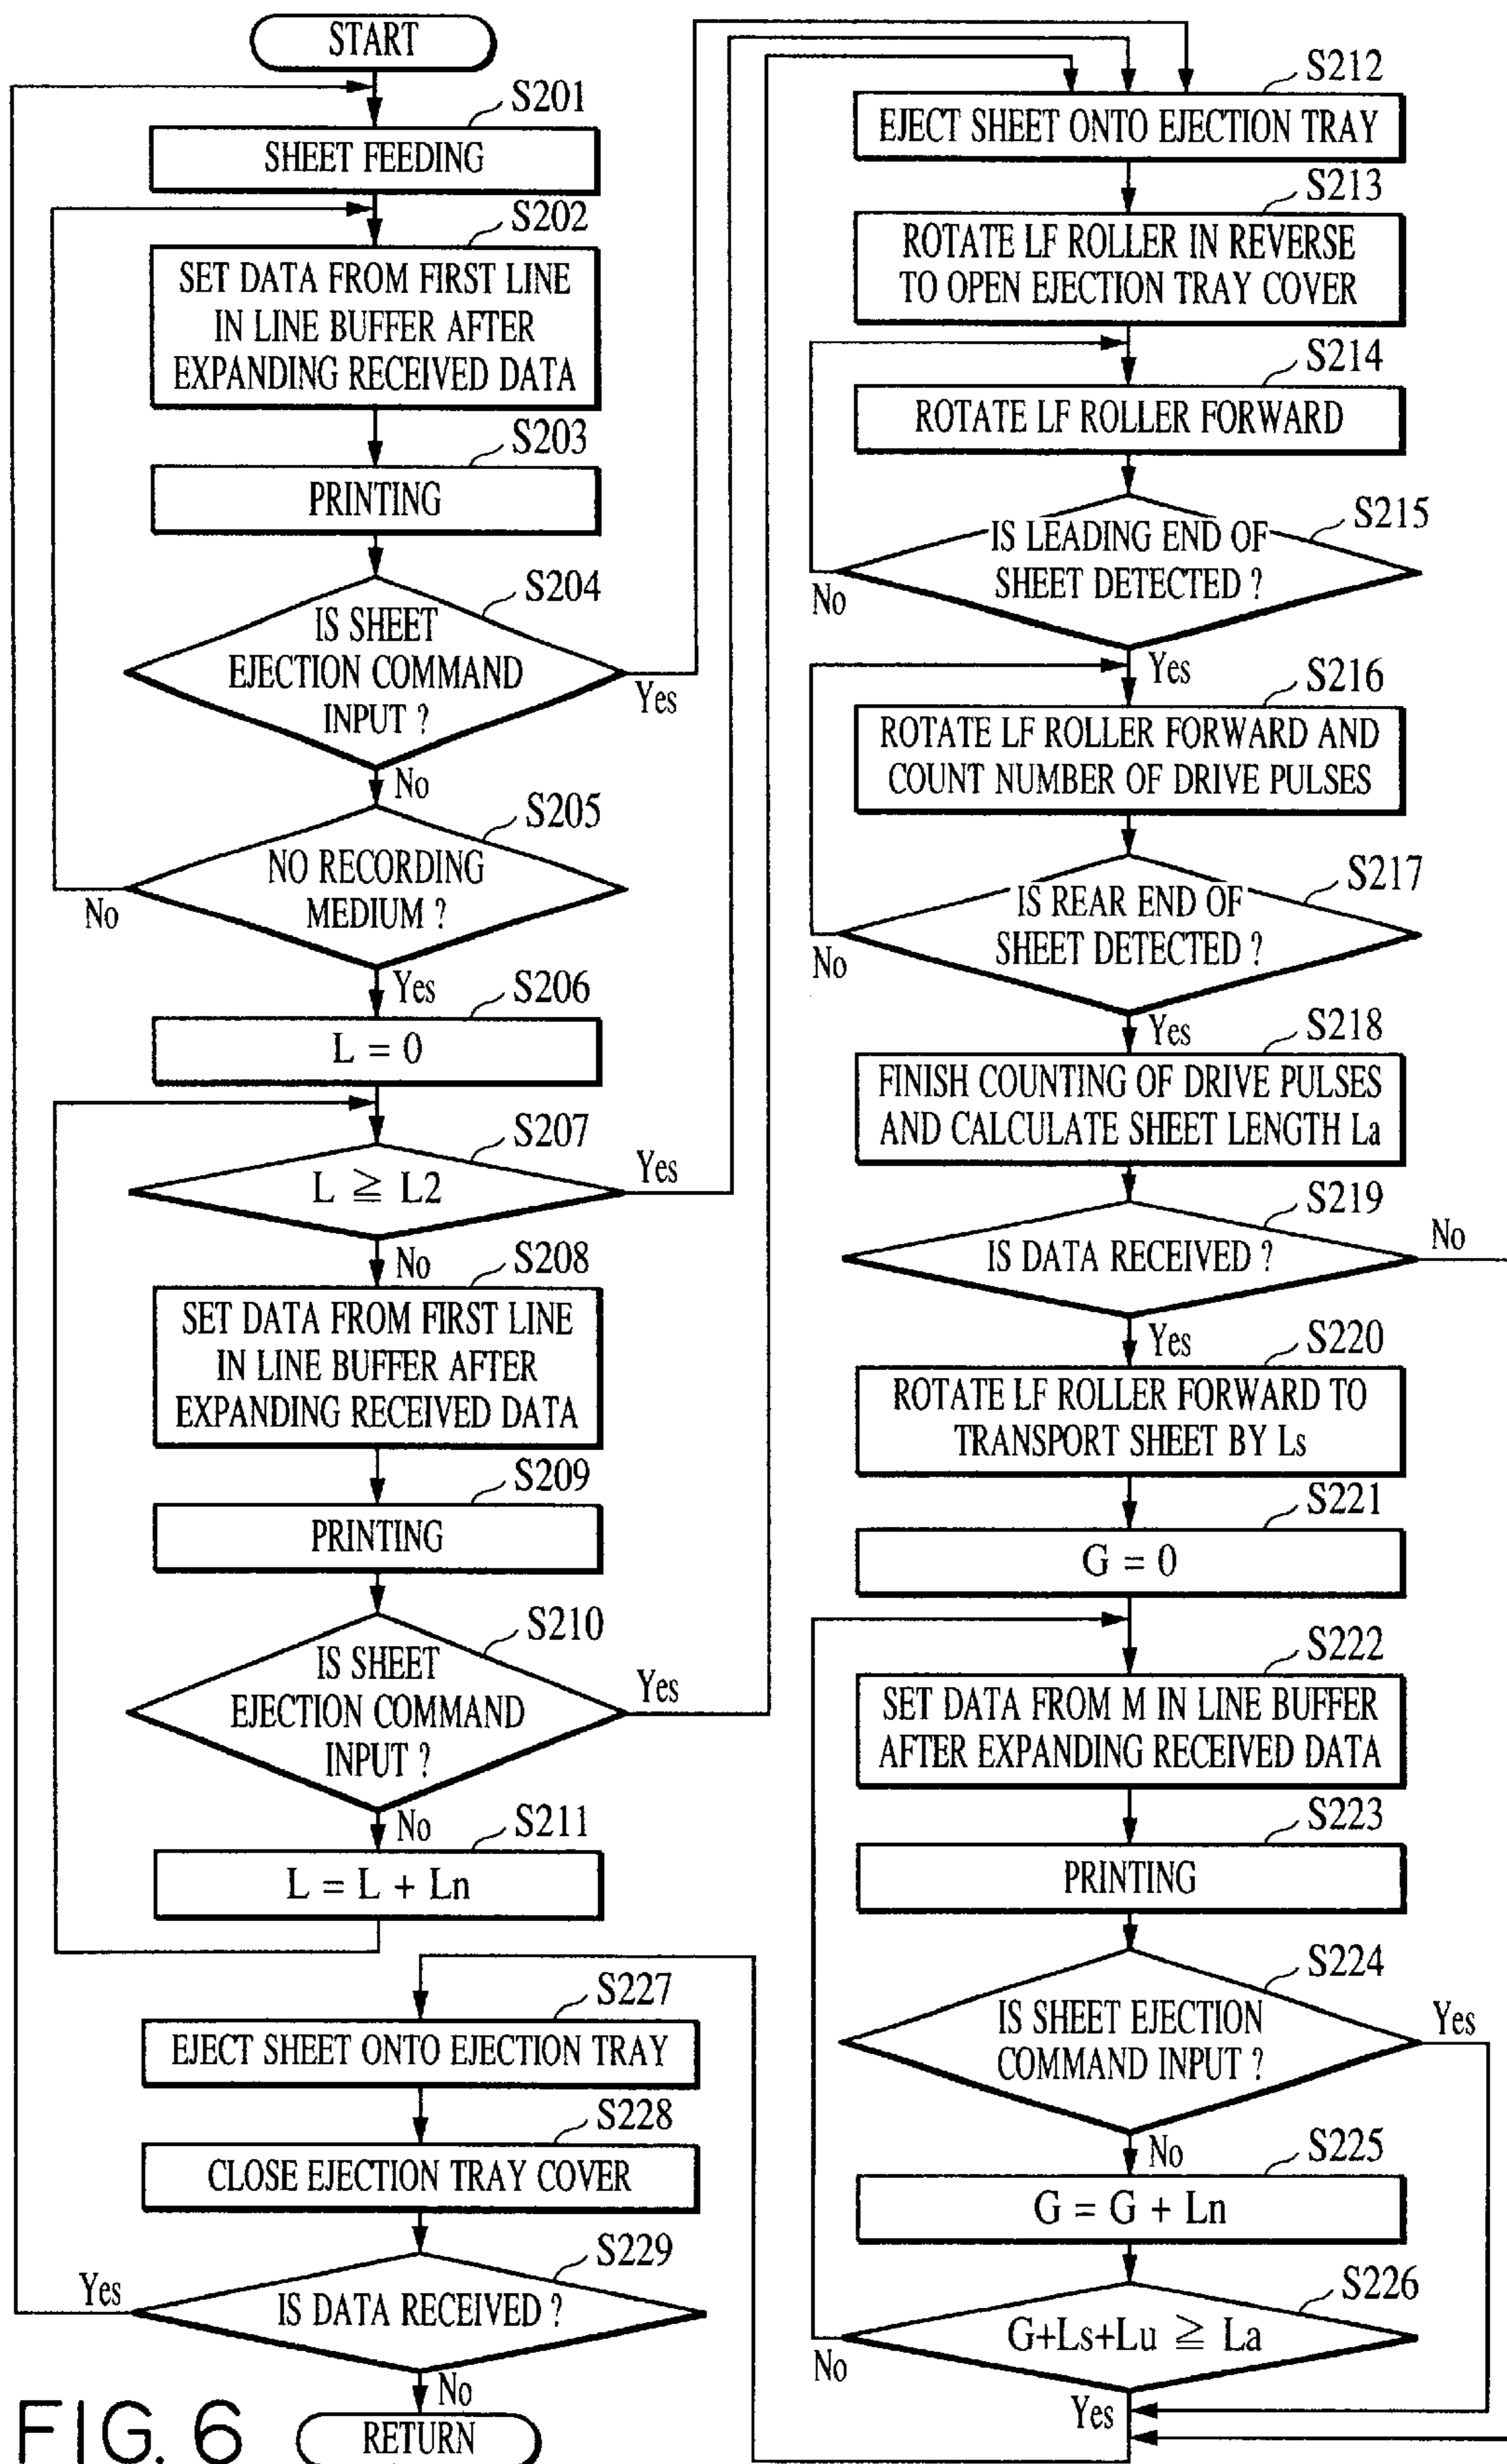 START
S201
SHEET FEEDING
S202
SET DATA FROM FIRST LINE
IN LINE BUFFER AFTER
EXPANDING RECEIVED DATA
S203
PRINTING
S204
IS SHEET
EJECTION COMMAND
INPUT ?
Yes
No
S205
NO RECORDING
MEDIUM ?
No
Yes
S206
L = 0
S207
L ≧ L2
Yes
No
S208
SET DATA FROM FIRST LINE
IN LINE BUFFER AFTER
EXPANDING RECEIVED DATA
S209
PRINTING
S210
IS SHEET
EJECTION COMMAND
INPUT ?
Yes
No
S211
L = L + Ln
S212
EJECT SHEET ONTO EJECTION TRAY
S213
ROTATE LF ROLLER IN REVERSE
TO OPEN EJECTION TRAY COVER
S214
ROTATE LF ROLLER FORWARD
S215
IS LEADING END OF
SHEET DETECTED ?
No
Yes
S216
ROTATE LF ROLLER FORWARD AND
COUNT NUMBER OF DRIVE PULSES
S217
IS REAR END OF
SHEET DETECTED ?
No
Yes
S218
FINISH COUNTING OF DRIVE PULSES
AND CALCULATE SHEET LENGTH La
S219
IS DATA RECEIVED ?
No
Yes
S220
ROTATE LF ROLLER FORWARD TO
TRANSPORT SHEET BY Ls
S221
G = 0
S222
SET DATA FROM M IN LINE BUFFER
AFTER EXPANDING RECEIVED DATA
S223
PRINTING
S224
IS SHEET EJECTION
COMMAND INPUT ?
Yes
No
S225
G = G + Ln
S226
G+Ls+Lu ≧ La
No
Yes
S227
EJECT SHEET ONTO EJECTION TRAY
S228
CLOSE EJECTION TRAY COVER
S229
IS DATA RECEIVED ?
Yes
No
RETURN
FIG. 6